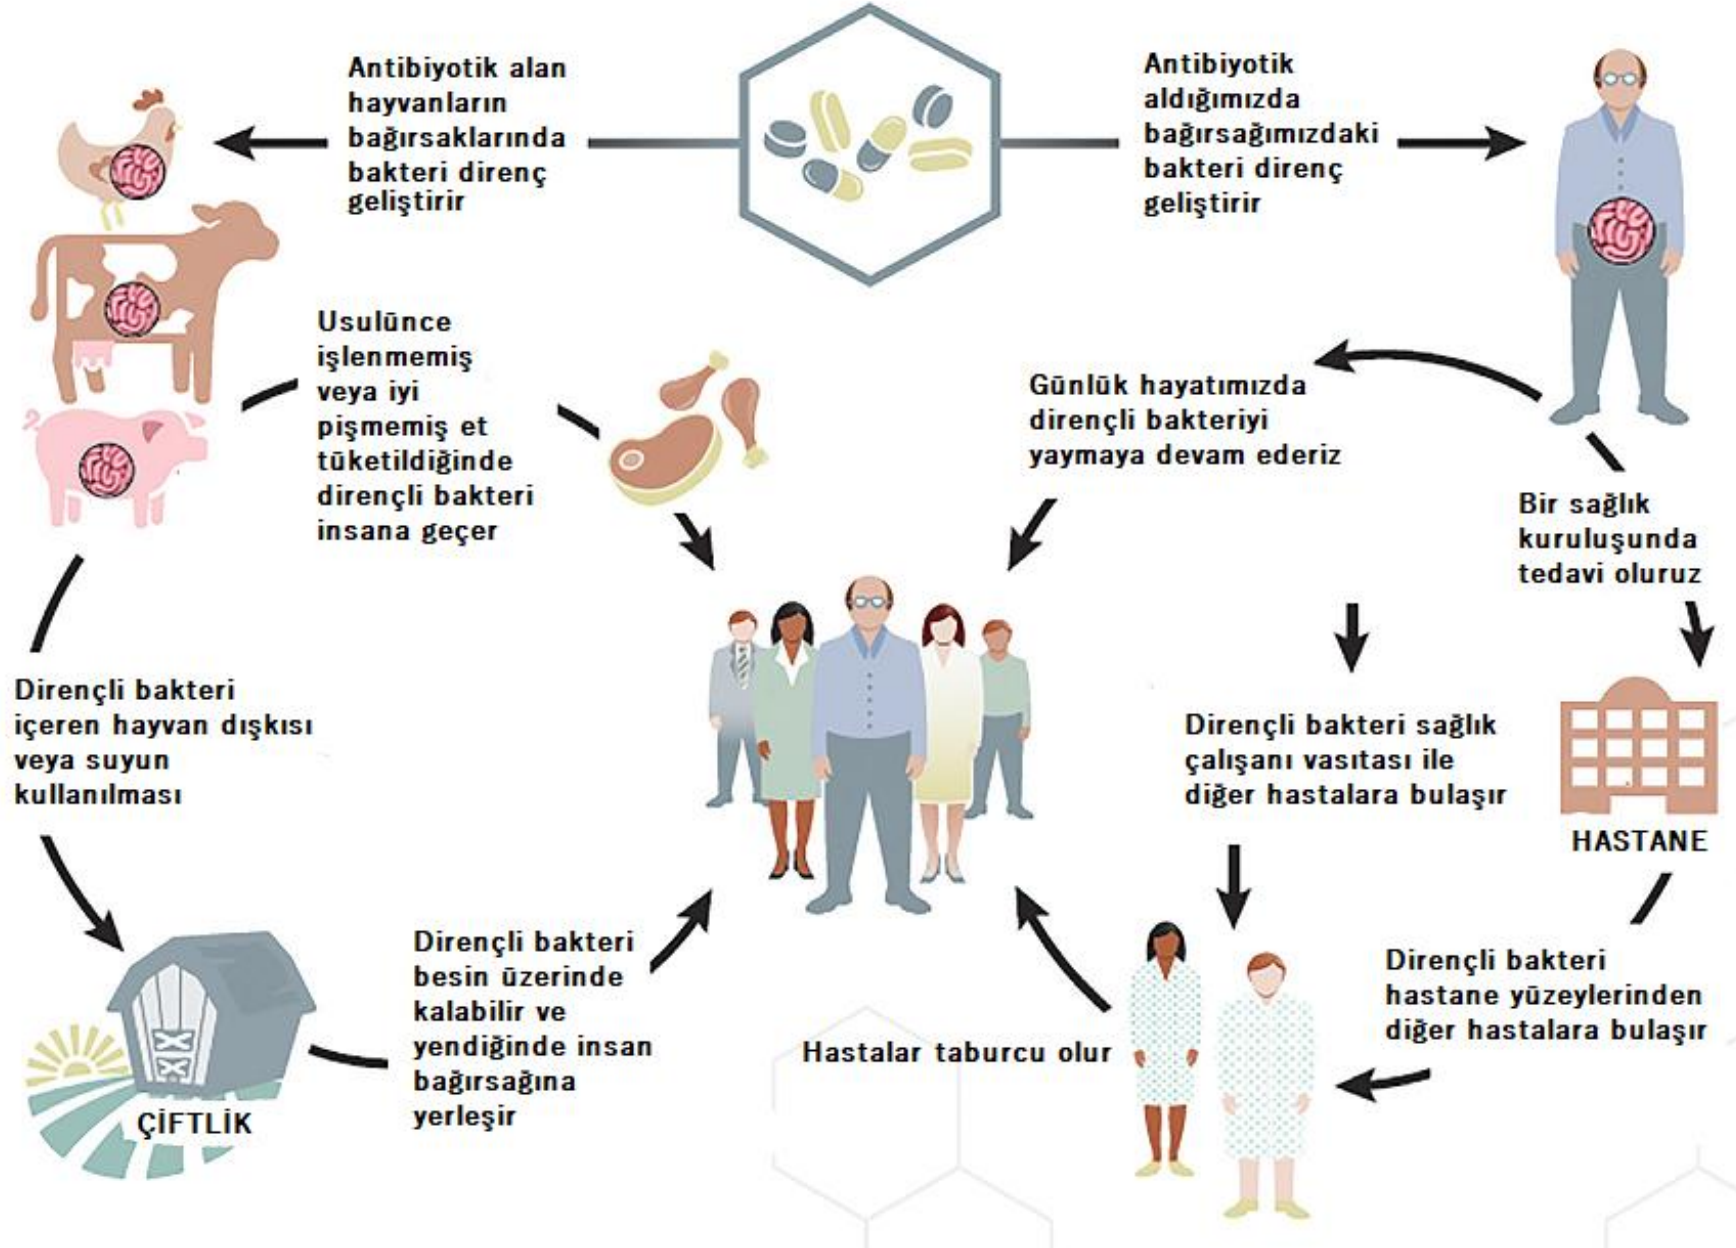 Antibiyotik alan
hayvanların
bağırsaklarında
bakteri direnç
geliştirir
Antibiyotik
aldığımızda
bağırsağımızdaki
bakteri direnç
geliştirir
Usulünce
işlenmemiş
veya iyi
pişmemiş et
tüketildiğinde
dirençli bakteri
insana geçer
Günlük hayatımızda
dirençli bakteriyi
yaymaya devam ederiz
Bir sağlık
kuruluşunda
tedavi oluruz
Dirençli bakteri
içeren hayvan dışkısı
veya suyun
kullanılması
Dirençli bakteri sağlık
çalışanı vasıtası ile
diğer hastalara bulaşır
HASTANE
Dirençli bakteri
besin üzerinde
kalabilir ve
yendiğinde insan
bağırsağına
yerleşir
Dirençli bakteri
hastane yüzeylerinden
diğer hastalara bulaşır
Hastalar taburcu olur
ÇİFTLİK